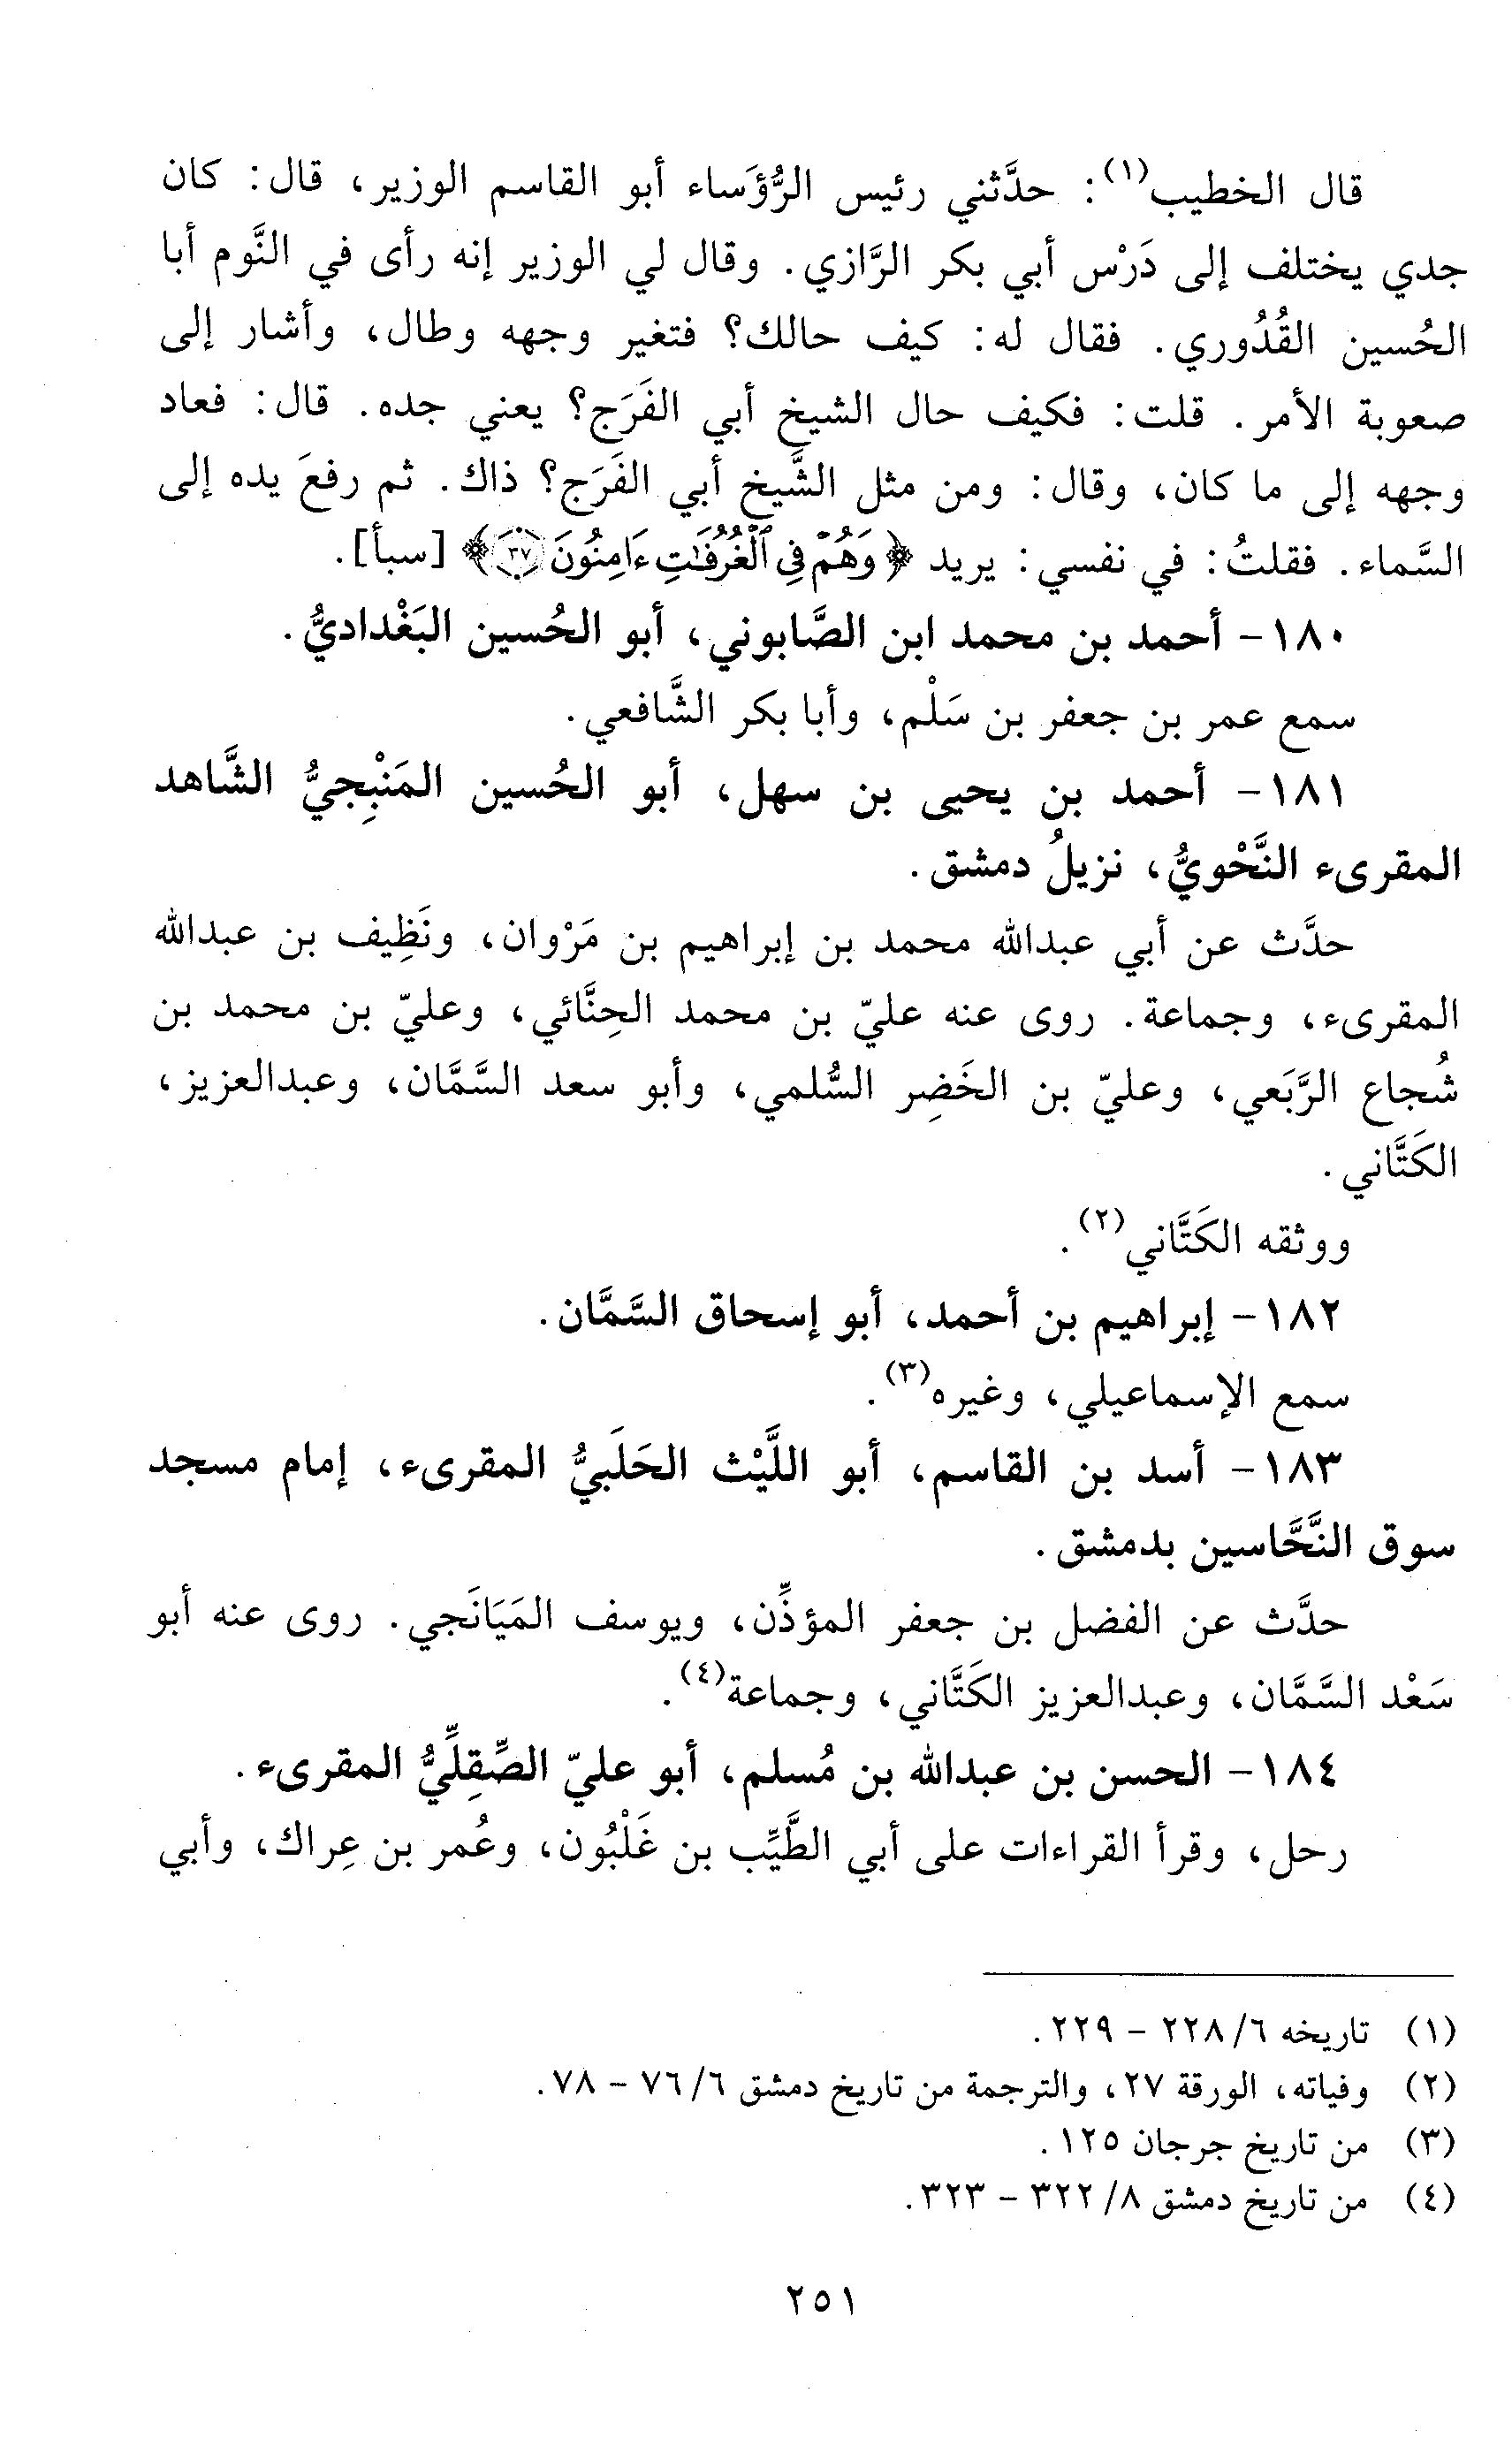 قال الخطيب(١): حدَّثني رئيس الرُّؤَساء أبو القاسم الوزير، قال: كان
جدي يختلف إلى دَرْس أبي بكر الرَّازي. وقال لي الوزير إنه رأى في النَّوم أبا
الحُسين القُدُوري. فقال له: كيف حالك؟ فتغير وجهه وطال، وأشار إلى
صعوبة الأمر. قلت: فكيف حال الشيخ أبي الفَرَج؟ يعني جده. قال: فعاد
وجهه إلى ما كان، وقال: ومن مثل الشَّيخ أبي الفَرَج؟ ذاك. ثم رفعَ يده إلى
السَّماء. فقلتُ: في نفسي: يريد ﴿وَهُمْ فِي ٱلْغُرُفَٰتِ ءَامِنُونَ ٣٧﴾ [سبأ].
١٨٠- أحمد بن محمد ابن الصَّابوني، أبو الحُسين البَغْداديُّ.
سمع عمر بن جعفر بن سَلْم، وأبا بكر الشَّافعي.
١٨١- أحمد بن يحيى بن سهل، أبو الحُسين المَنْبِجيُّ الشَّاهد
المقرىء النَّحْويُّ، نزيلُ دمشق.
حدَّث عن أبي عبدالله محمد بن إبراهيم بن مَرْوان، ونَظِيف بن عبدالله
المقرىء، وجماعة. روى عنه عليّ بن محمد الحِنَّائي، وعليّ بن محمد بن
شُجاع الرَّبَعي، وعليّ بن الخَضِر السُّلمي، وأبو سعد السَّمَّان، وعبدالعزيز،
الكَتَّاني.
ووثقه الكَتَّاني(٢).
١٨٢- إبراهيم بن أحمد، أبو إسحاق السَّمَّان.
سمع الإسماعيلي، وغيره(٣).
١٨٣- أسد بن القاسم، أبو اللَّيْث الحَلَبيُّ المقرىء، إمام مسجد
سوق النَّحَّاسين بدمشق.
حدَّث عن الفضل بن جعفر المؤذِّن، ويوسف المَيَانَجي. روى عنه أبو
سَعْد السَّمَّان، وعبدالعزيز الكَتَّاني، وجماعة(٤).
١٨٤- الحسن بن عبدالله بن مُسلم، أبو عليّ الصِّقِلِّيُّ المقرىء.
رحل، وقرأ القراءات على أبي الطَّيِّب بن غَلْبُون، وعُمر بن عِراك، وأبي
(١) تاريخه ٦/ ٢٢٨ - ٢٢٩.
(٢) وفياته، الورقة ٢٧، والترجمة من تاريخ دمشق ٦/ ٧٦ - ٧٨.
(٣) من تاريخ جرجان ١٢٥.
(٤) من تاريخ دمشق ٨/ ٣٢٢ - ٣٢٣.
٢٥١